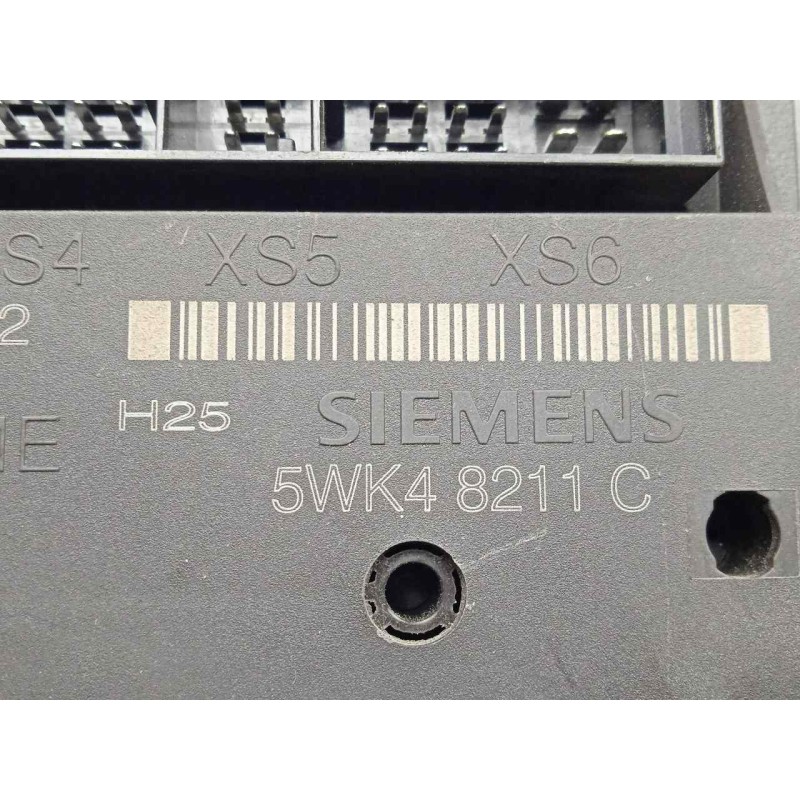 S4 XS5 XS6
2
H25 SIEMENS
5WK4 8211 C